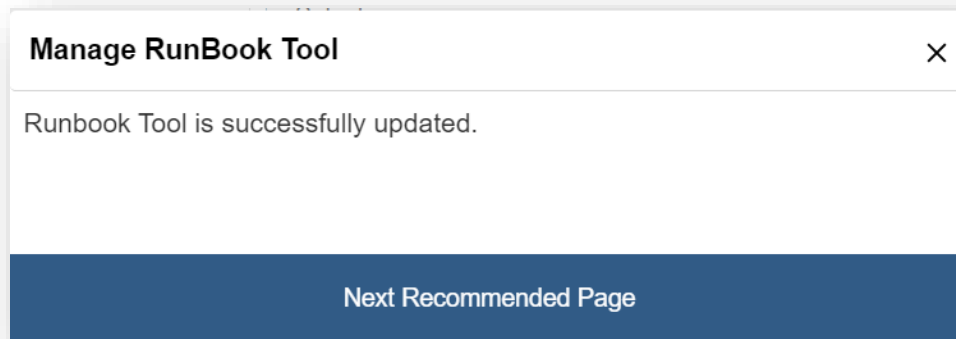 Manage RunBook Tool
Runbook Tool is successfully updated.
Next Recommended Page